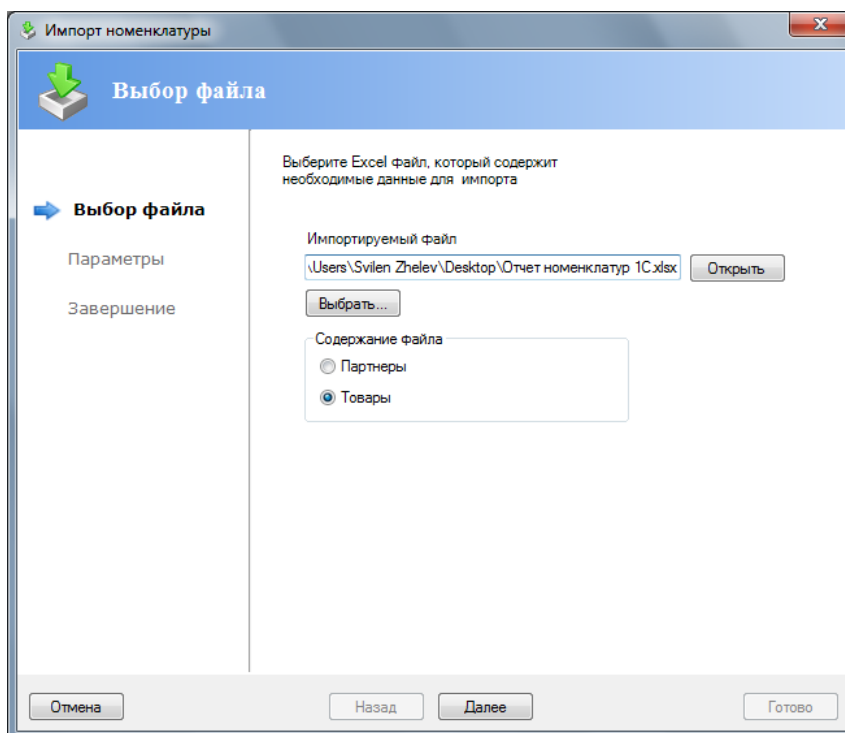 Импорт номенклатуры
Выбор файла
Выберите Excel файл, который содержит
необходимые данные для импорта
Выбор файла
Параметры
Завершение
Импортируемый файл
\Users\Svilen Zhelev\Desktop\Отчет номенклатур 1C.xlsx
Открыть
Выбрать...
Содержание файла
Партнеры
Товары
Отмена
Назад
Далее
Готово